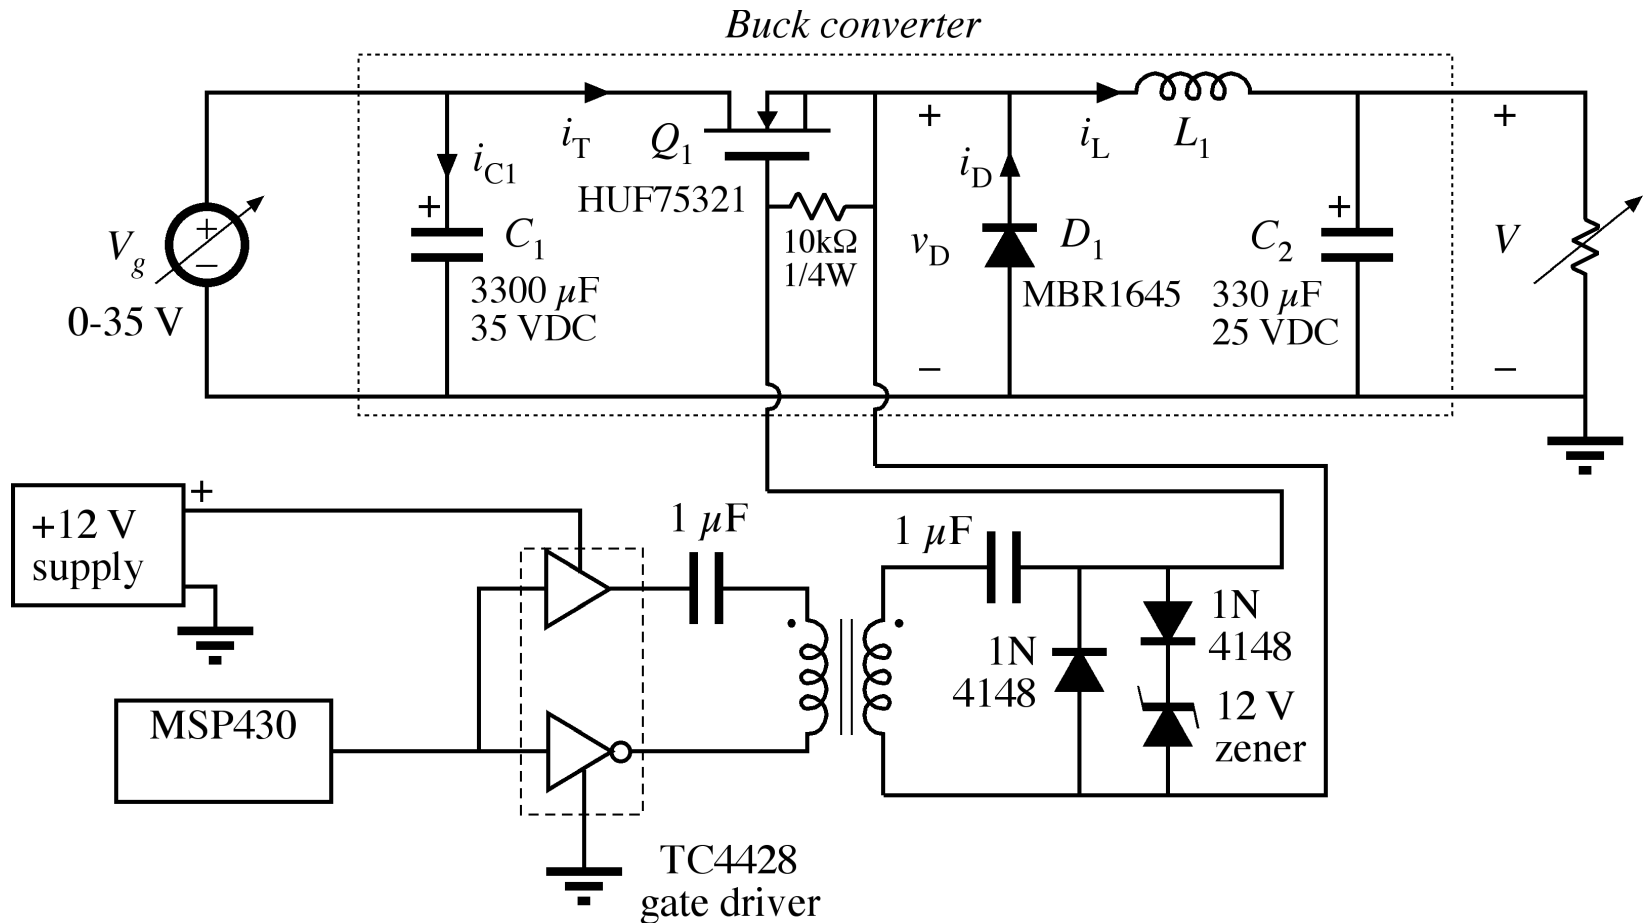 Buck converter
i_T
Q_1
HUF75321
10kΩ
1/4W
i_C1
+
C_1
3300 μF
35 VDC
V_g
+
−
0-35 V
+
v_D
−
i_D
D_1
MBR1645
i_L
L_1
+
C_2
330 μF
25 VDC
+
V
−
+12 V
supply
+
MSP430
1 μF
TC4428
gate driver
1 μF
1N
4148
1N
4148
12 V
zener